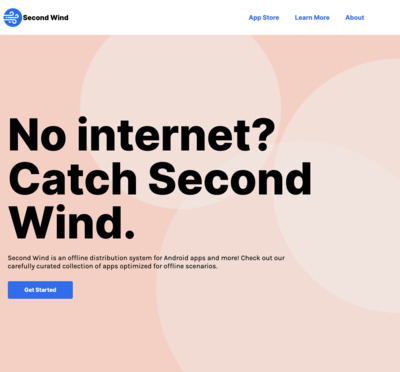 Second Wind
App Store
Learn More
About
No internet?
Catch Second
Wind.
Second Wind is an offline distribution system for Android apps and more! Check out our
carefully curated collection of apps optimized for offline scenarios.
Get Started